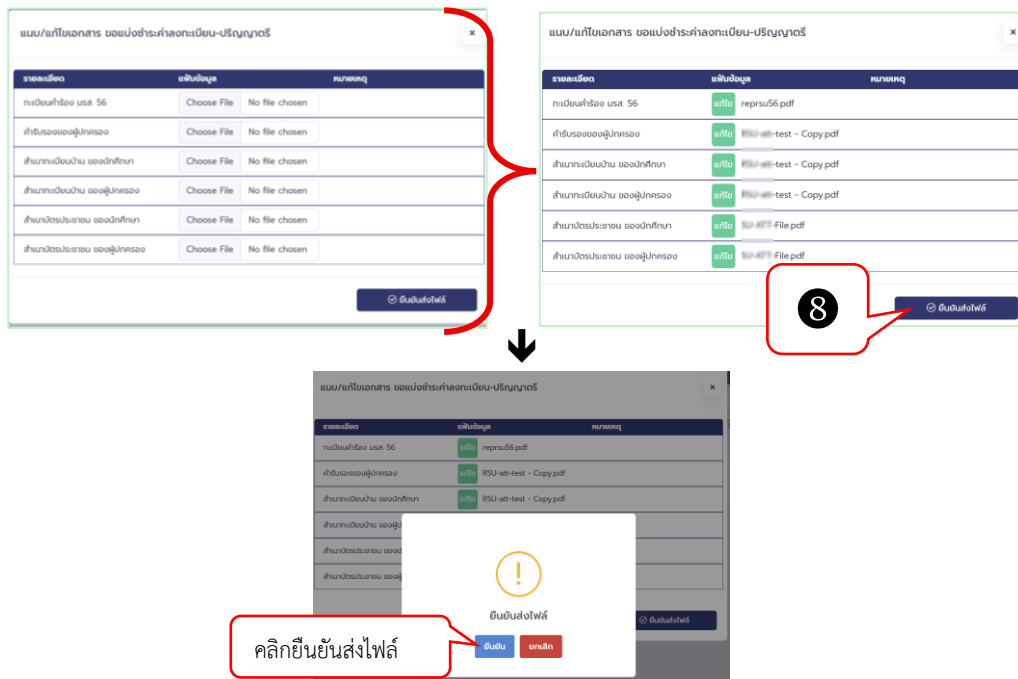 แนบ/แก้ไขเอกสาร ขอแบ่งชำระค่าลงทะเบียน-ปริญญาตรี ×
รายละเอียด แฟ้มข้อมูล หมายเหตุ
ทะเบียนคำร้อง มรส. 56 Choose File No file chosen
คำรับรองของผู้ปกครอง Choose File No file chosen
สำเนาทะเบียนบ้าน ของนักศึกษา Choose File No file chosen
สำเนาทะเบียนบ้าน ของผู้ปกครอง Choose File No file chosen
สำเนาบัตรประชาชน ของนักศึกษา Choose File No file chosen
สำเนาบัตรประชาชน ของผู้ปกครอง Choose File No file chosen
ยืนยันส่งไฟล์
แนบ/แก้ไขเอกสาร ขอแบ่งชำระค่าลงทะเบียน-ปริญญาตรี ×
รายละเอียด แฟ้มข้อมูล หมายเหตุ
ทะเบียนคำร้อง มรส. 56 แก้ไข reprsu56.pdf
คำรับรองของผู้ปกครอง แก้ไข RSU-att-test - Copy.pdf
สำเนาทะเบียนบ้าน ของนักศึกษา แก้ไข RSU-att-test - Copy.pdf
สำเนาทะเบียนบ้าน ของผู้ปกครอง แก้ไข RSU-att-test - Copy.pdf
สำเนาบัตรประชาชน ของนักศึกษา แก้ไข SU-ATT-File.pdf
สำเนาบัตรประชาชน ของผู้ปกครอง แก้ไข SU-ATT-File.pdf
8
ยืนยันส่งไฟล์
แนบ/แก้ไขเอกสาร ขอแบ่งชำระค่าลงทะเบียน-ปริญญาตรี ×
รายละเอียด แฟ้มข้อมูล หมายเหตุ
ทะเบียนคำร้อง มรส. 56 แก้ไข reprsu56.pdf
คำรับรองของผู้ปกครอง แก้ไข RSU-att-test - Copy.pdf
สำเนาทะเบียนบ้าน ของนักศึกษา แก้ไข RSU-att-test - Copy.pdf
สำเนาทะเบียนบ้าน
สำเนาบัตรประชาชน
สำเนาบัตรประชาชน
ยืนยันส่งไฟล์
ยืนยันส่งไฟล์
ยืนยัน ยกเลิก
คลิกยืนยันส่งไฟล์